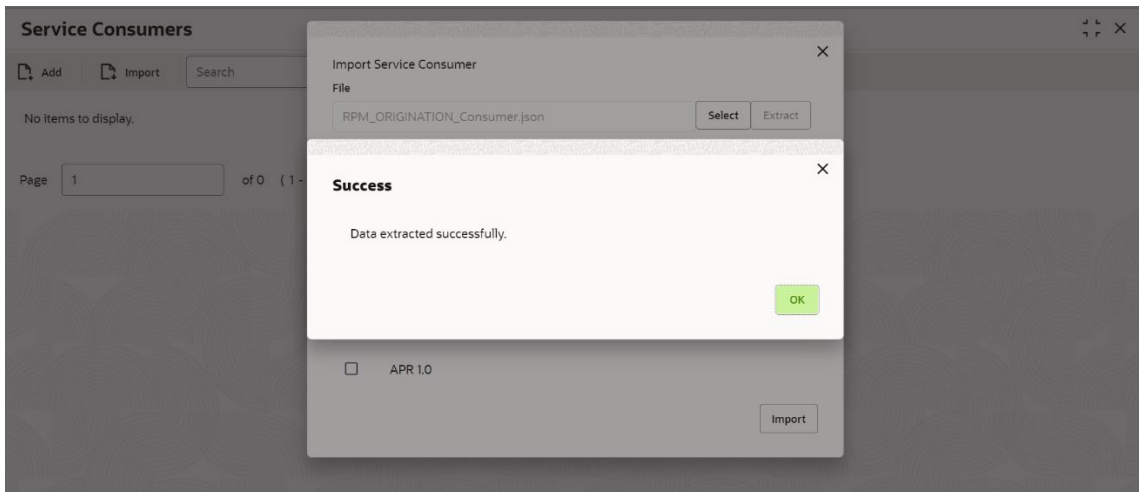 Service Consumers
Add Import Search
No items to display.
Page 1 of 0 (1-
Import Service Consumer
File
RPM_ORIGINATION_Consumer.json Select Extract
Success
Data extracted successfully.
OK
APR 1.0
Import